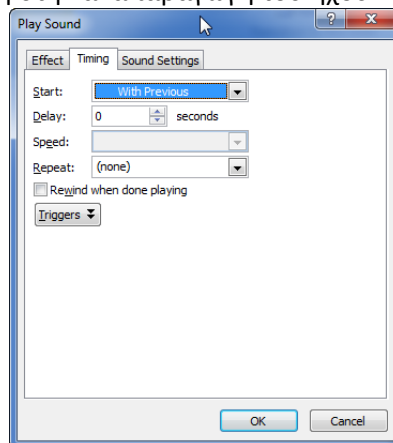 Play Sound
Effect Timing Sound Settings
Start: With Previous
Delay: 0 seconds
Speed:
Repeat: (none)
Rewind when done playing
Triggers
OK Cancel